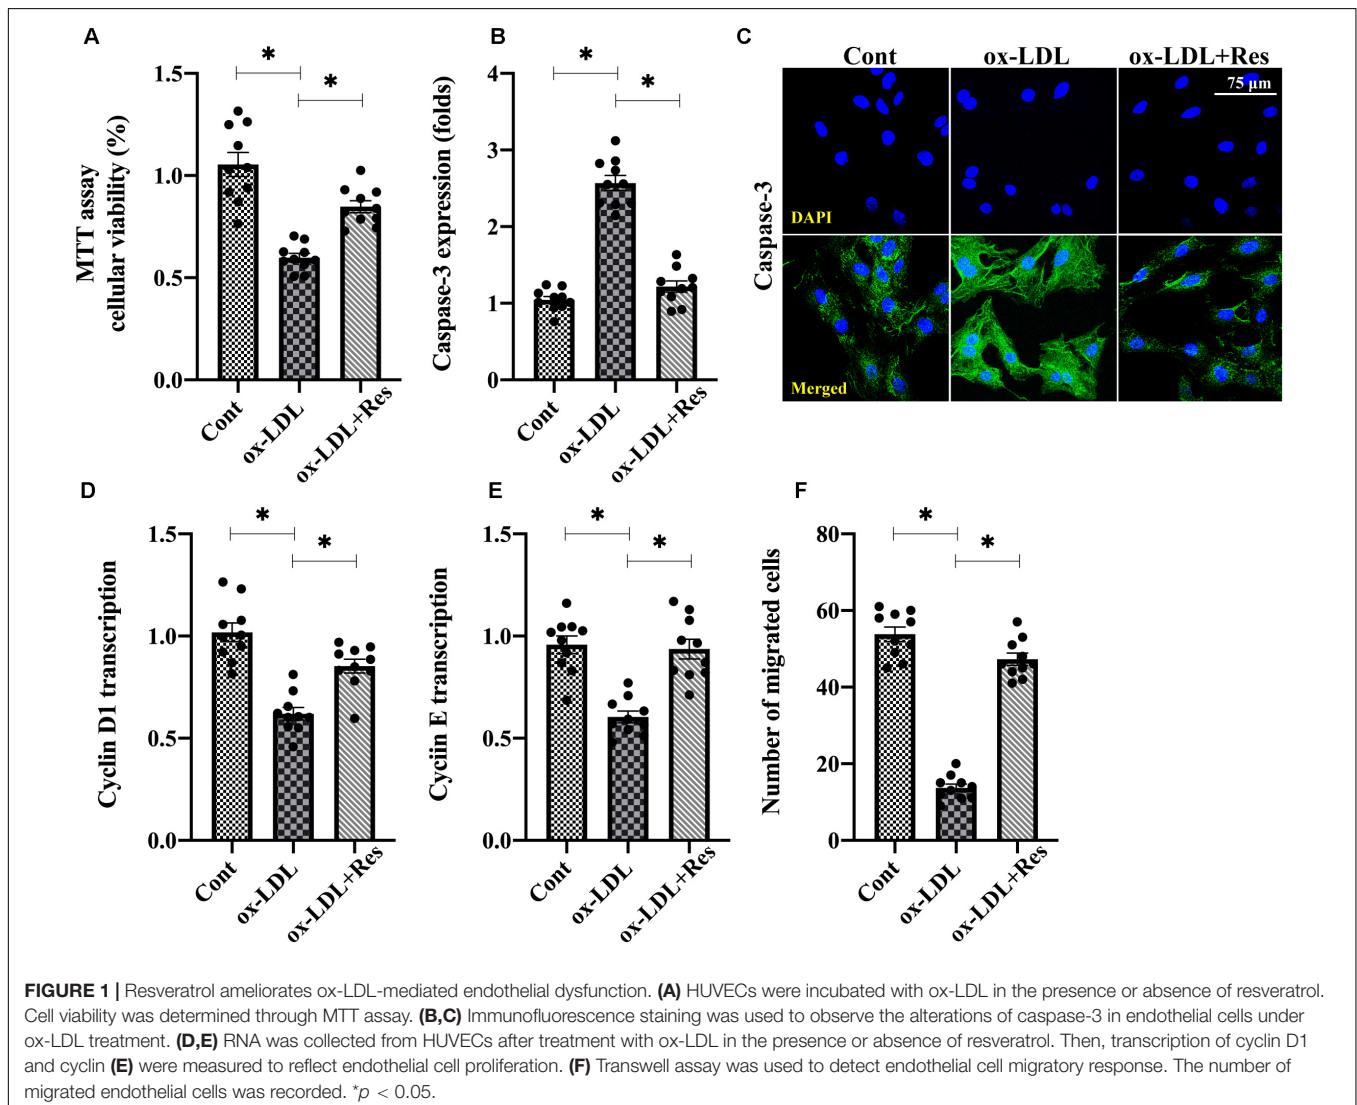 A
MTT assay
cellular viability (%)
1.5
1.0
0.5
0.0
*
*
Cont
ox-LDL
ox-LDL+Res
B
Caspase-3 expression (folds)
4
3
2
1
0
*
*
Cont
ox-LDL
ox-LDL+Res
C
Cont
ox-LDL
ox-LDL+Res
75 μm
Caspase-3
DAPI
Merged
D
Cyclin D1 transcription
1.5
1.0
0.5
0.0
*
*
Cont
ox-LDL
ox-LDL+Res
E
Cyciin E transcription
1.5
1.0
0.5
0.0
*
*
Cont
ox-LDL
ox-LDL+Res
F
Number of migrated cells
80
60
40
20
0
*
*
Cont
ox-LDL
ox-LDL+Res
FIGURE 1 | Resveratrol ameliorates ox-LDL-mediated endothelial dysfunction. (A) HUVECs were incubated with ox-LDL in the presence or absence of resveratrol.
Cell viability was determined through MTT assay. (B,C) Immunofluorescence staining was used to observe the alterations of caspase-3 in endothelial cells under
ox-LDL treatment. (D,E) RNA was collected from HUVECs after treatment with ox-LDL in the presence or absence of resveratrol. Then, transcription of cyclin D1
and cyclin (E) were measured to reflect endothelial cell proliferation. (F) Transwell assay was used to detect endothelial cell migratory response. The number of
migrated endothelial cells was recorded. *p < 0.05.